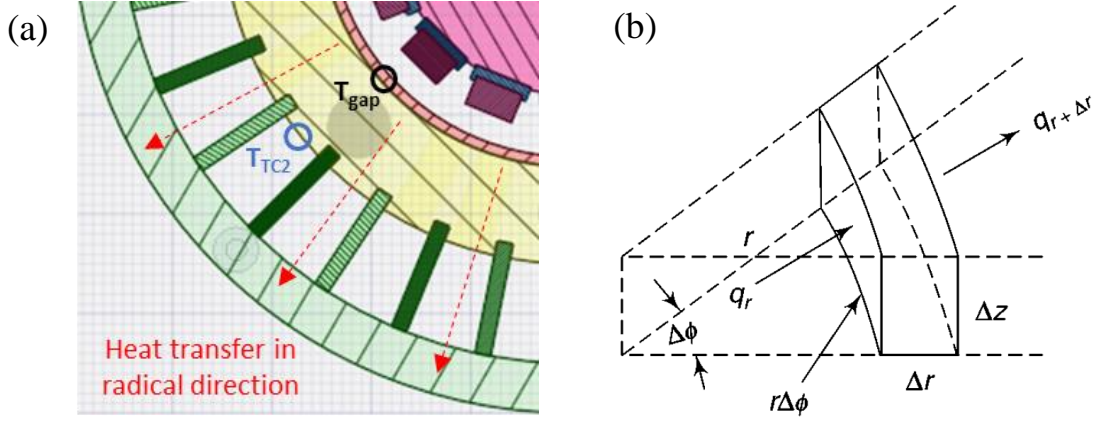 (a)
T_gap
T_TC2
Heat transfer in
radical direction
(b)
q_{r + Δr}
r
q_r
Δz
Δϕ
Δr
rΔϕ